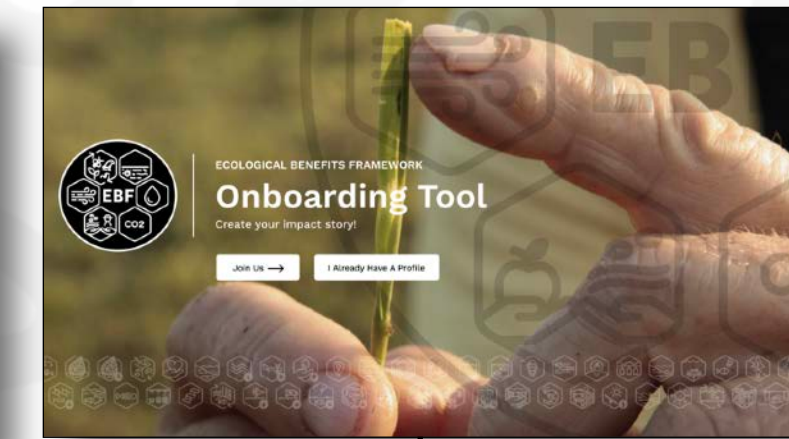 EB
ECOLOGICAL BENEFITS FRAMEWORK
Onboarding Tool
Create your impact story!
EBF
CO2
Join Us
I Already Have A Profile